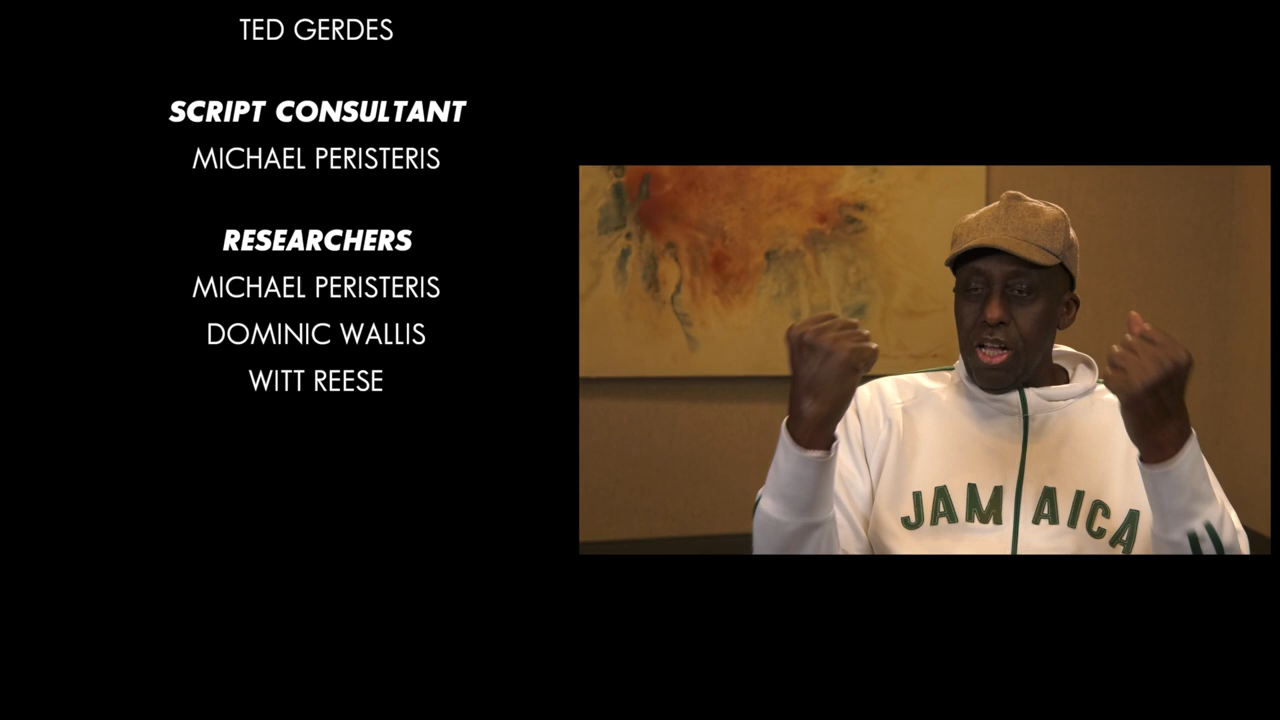 TED GERDES
SCRIPT CONSULTANT
MICHAEL PERISTERIS
RESEARCHERS
MICHAEL PERISTERIS
DOMINIC WALLIS
WITT REESE
JAMAICA